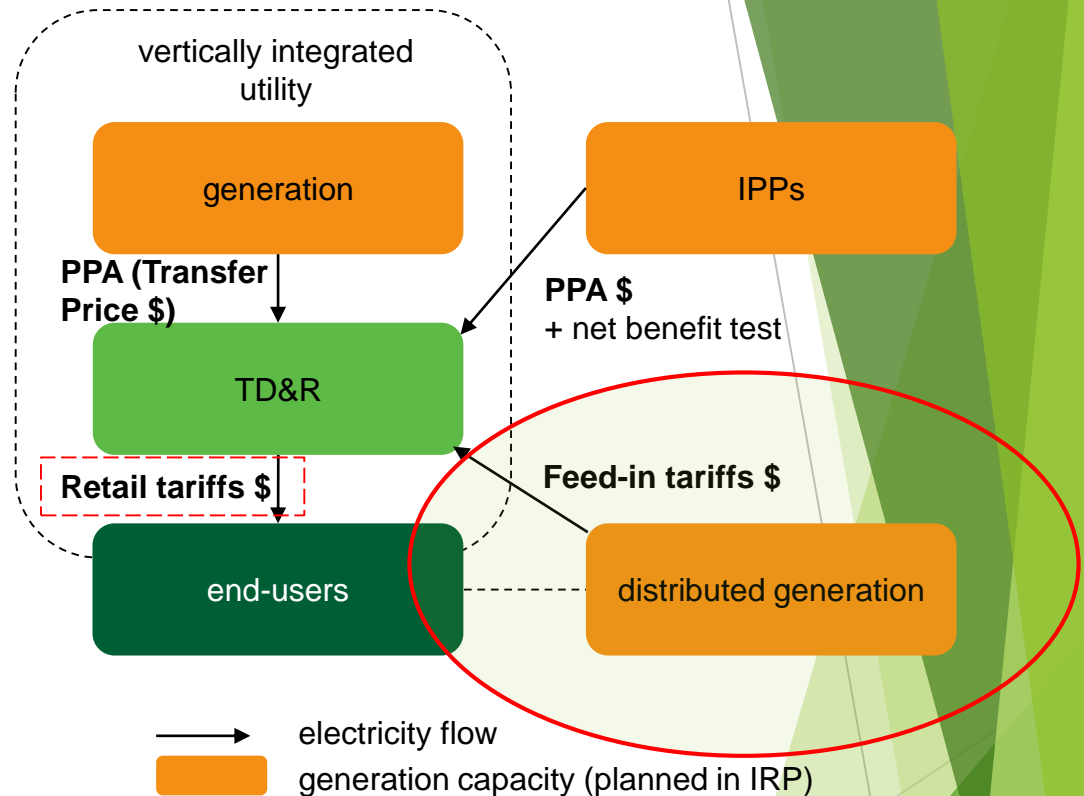 vertically integrated
utility
generation
IPPs
PPA (Transfer
Price $)
PPA $
+ net benefit test
TD&R
Retail tariffs $
Feed-in tariffs $
end-users
distributed generation
electricity flow
generation capacity (planned in IRP)